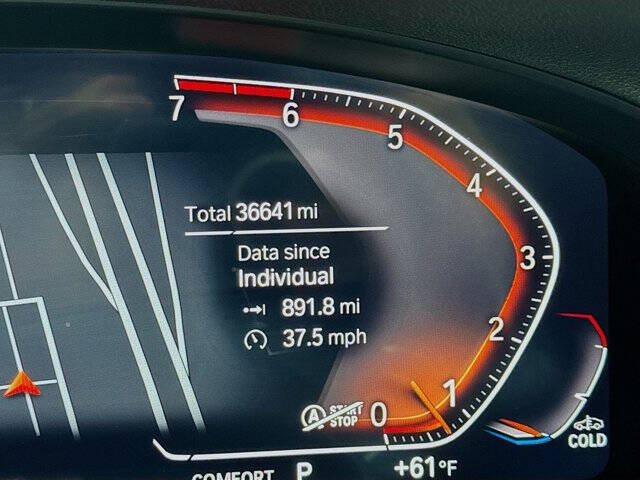 7
6
5
4
3
2
1
0
Total 36641 mi
Data since
Individual
891.8 mi
37.5 mph
A START
STOP
COLD
COMFORT P +61°F